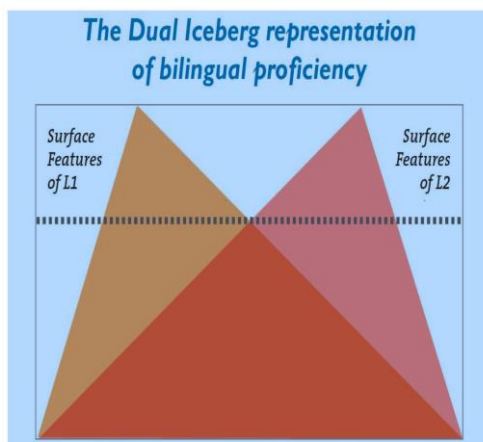 The Dual Iceberg representation
of bilingual proficiency
Surface
Features
of L1
Surface
Features
of L2